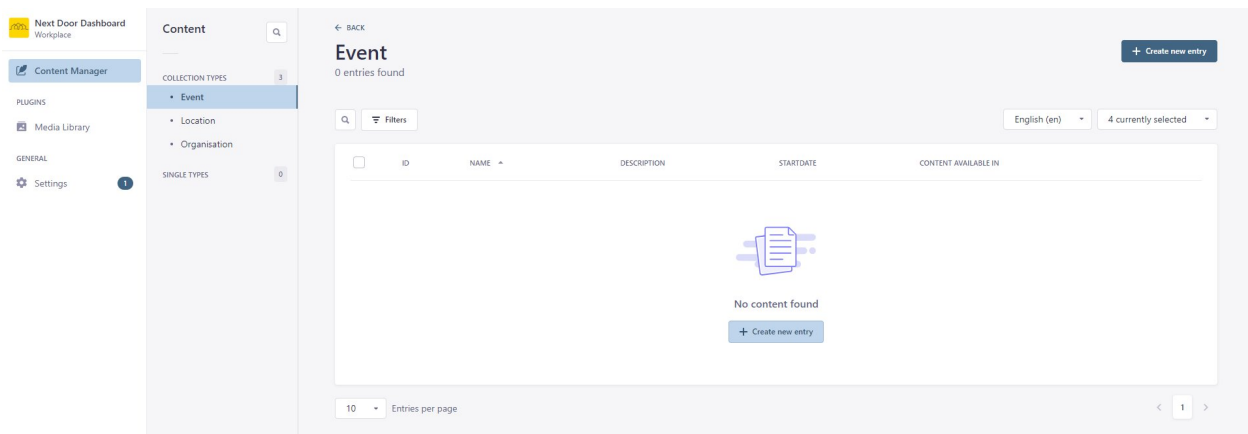 Next Door Dashboard
Workplace
Content Manager
PLUGINS
Media Library
GENERAL
Settings
1
Content
COLLECTION TYPES
3
Event
Location
Organisation
SINGLE TYPES
0
← BACK
Event
0 entries found
+ Create new entry
Filters
English (en)
4 currently selected
ID NAME DESCRIPTION STARTDATE CONTENT AVAILABLE IN
No content found
+ Create new entry
10 Entries per page
< 1 >